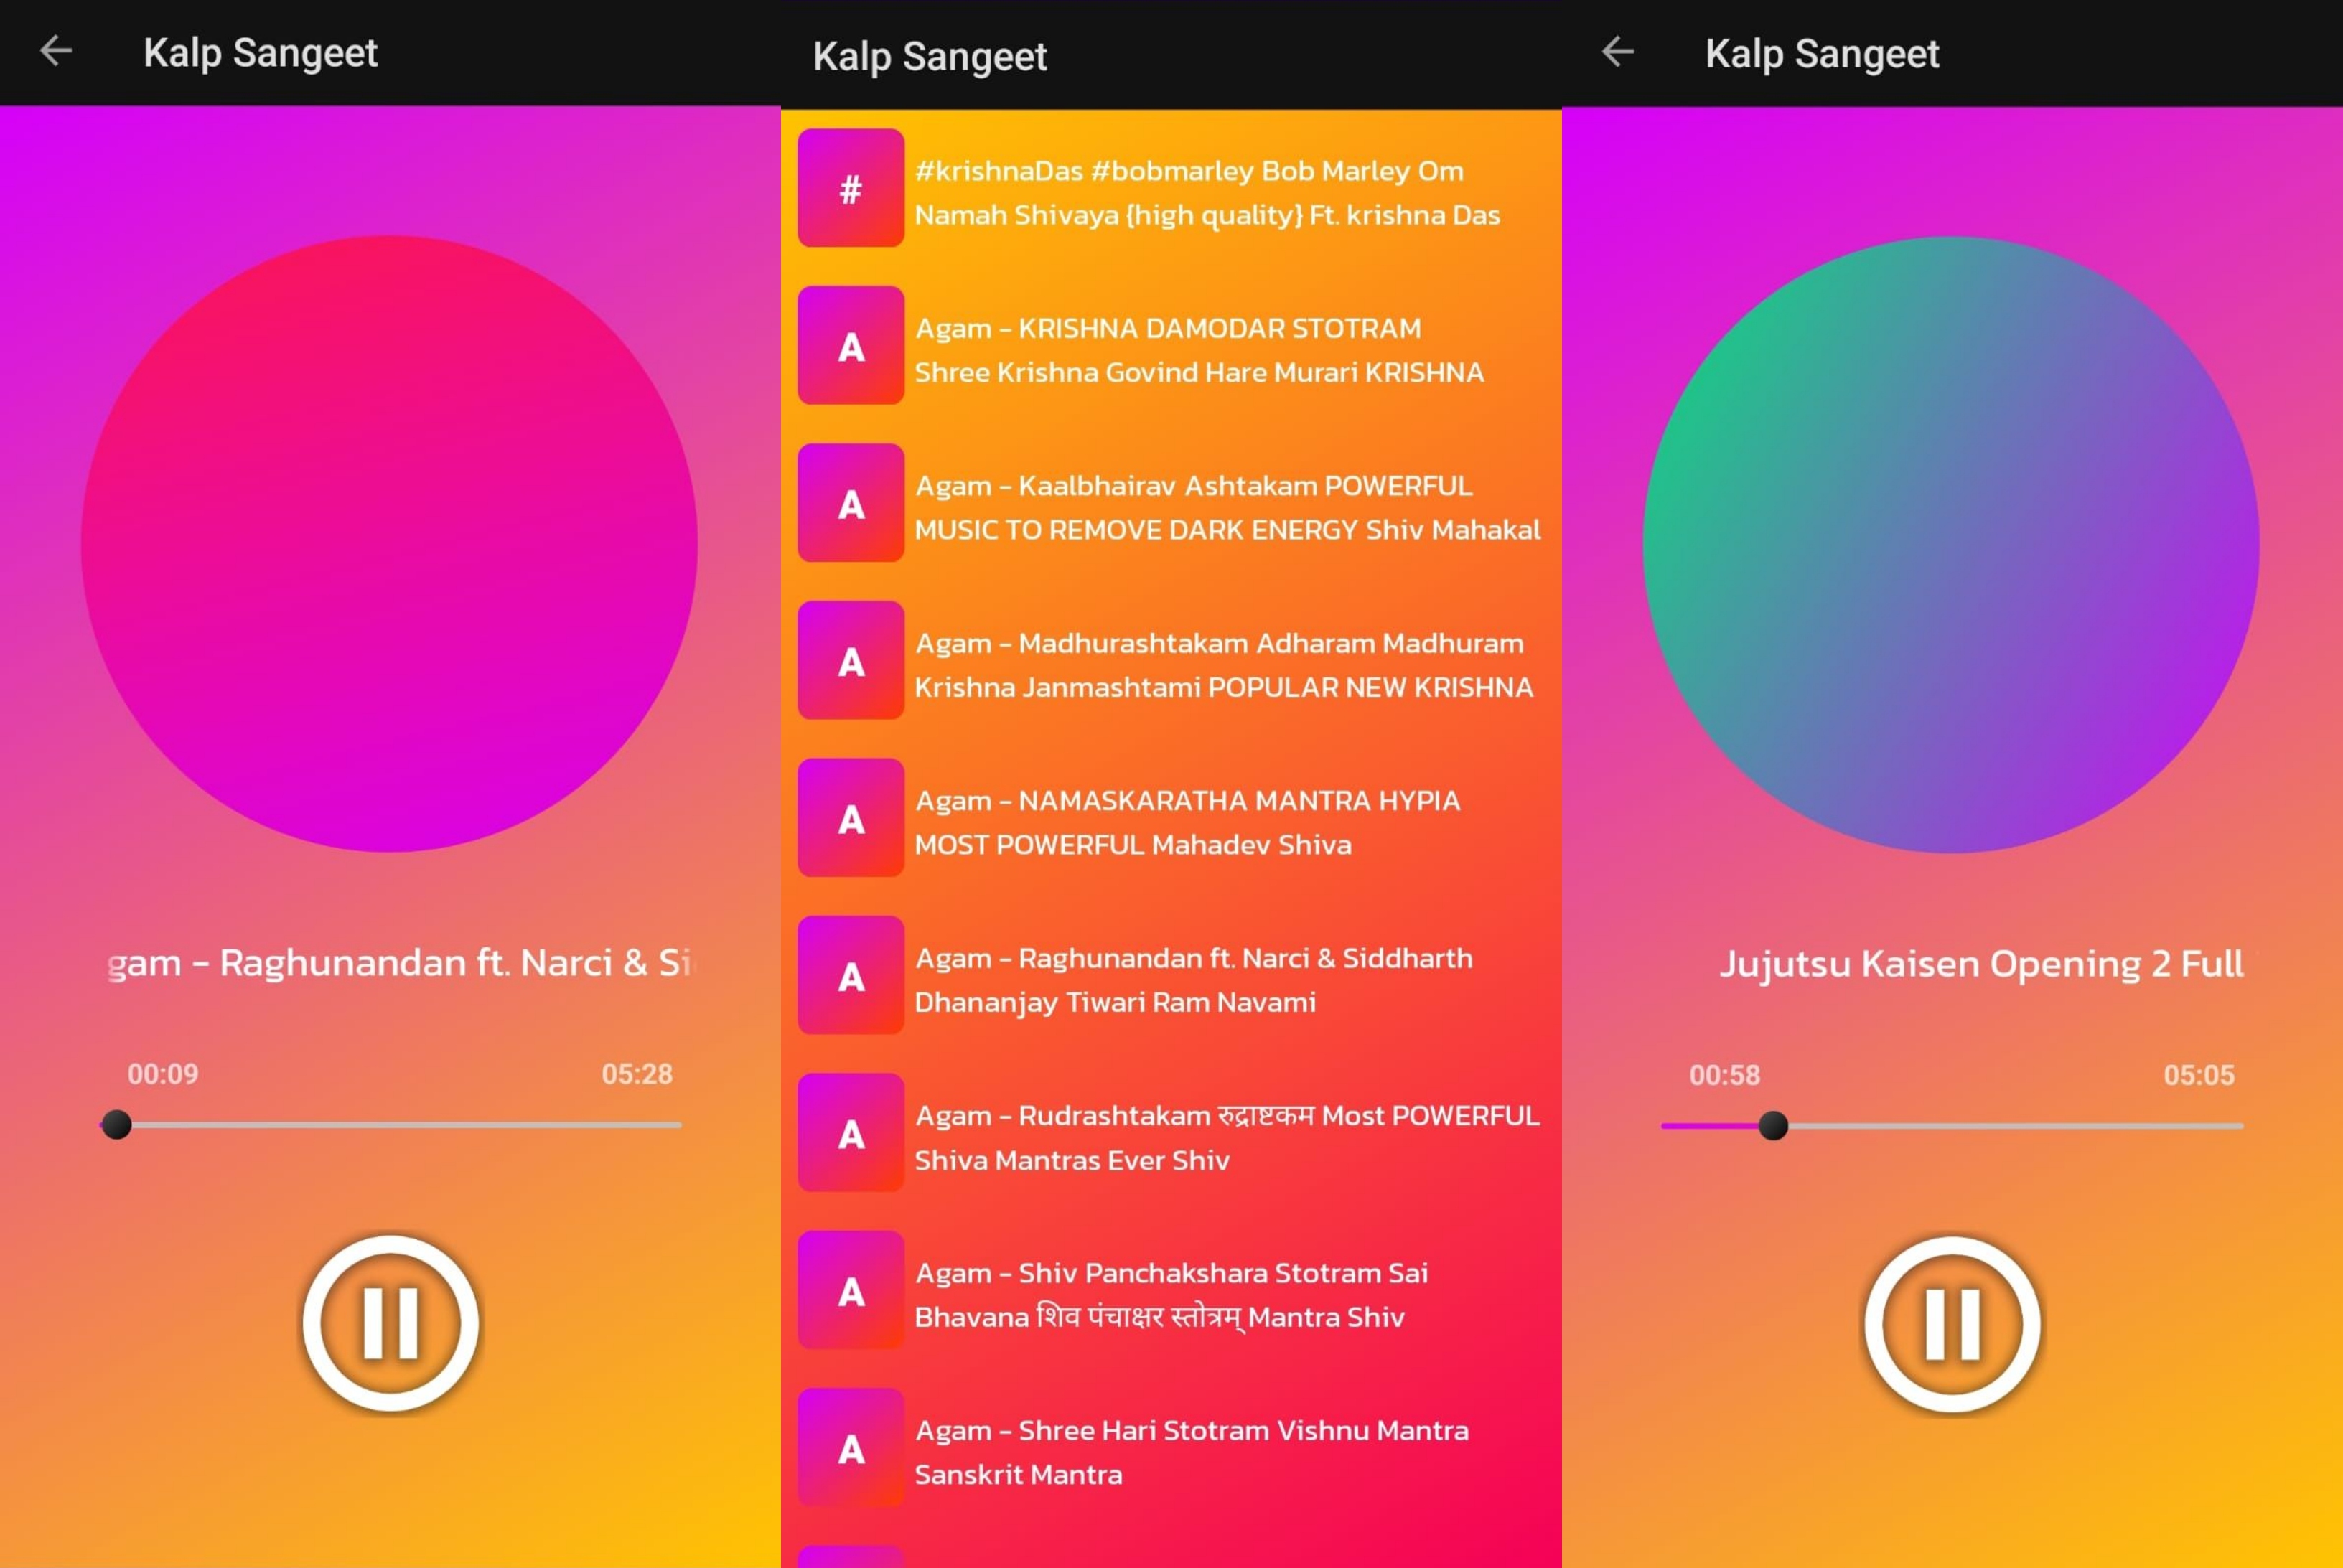 Kalp Sangeet
gam - Raghunandan ft. Narci & Si
00:09 05:28
Kalp Sangeet
#
#krishnaDas #bobmarley Bob Marley Om
Namah Shivaya {high quality} Ft. krishna Das
A
Agam - KRISHNA DAMODAR STOTRAM
Shree Krishna Govind Hare Murari KRISHNA
A
Agam - Kaalbhairav Ashtakam POWERFUL
MUSIC TO REMOVE DARK ENERGY Shiv Mahakal
A
Agam - Madhurashtakam Adharam Madhuram
Krishna Janmashtami POPULAR NEW KRISHNA
A
Agam - NAMASKARATHA MANTRA HYPIA
MOST POWERFUL Mahadev Shiva
A
Agam - Raghunandan ft. Narci & Siddharth
Dhananjay Tiwari Ram Navami
A
Agam - Rudrashtakam रुद्राष्टकम Most POWERFUL
Shiva Mantras Ever Shiv
A
Agam - Shiv Panchakshara Stotram Sai
Bhavana शिव पंचाक्षर स्तोत्रम् Mantra Shiv
A
Agam - Shree Hari Stotram Vishnu Mantra
Sanskrit Mantra
Kalp Sangeet
Jujutsu Kaisen Opening 2 Full
00:58 05:05